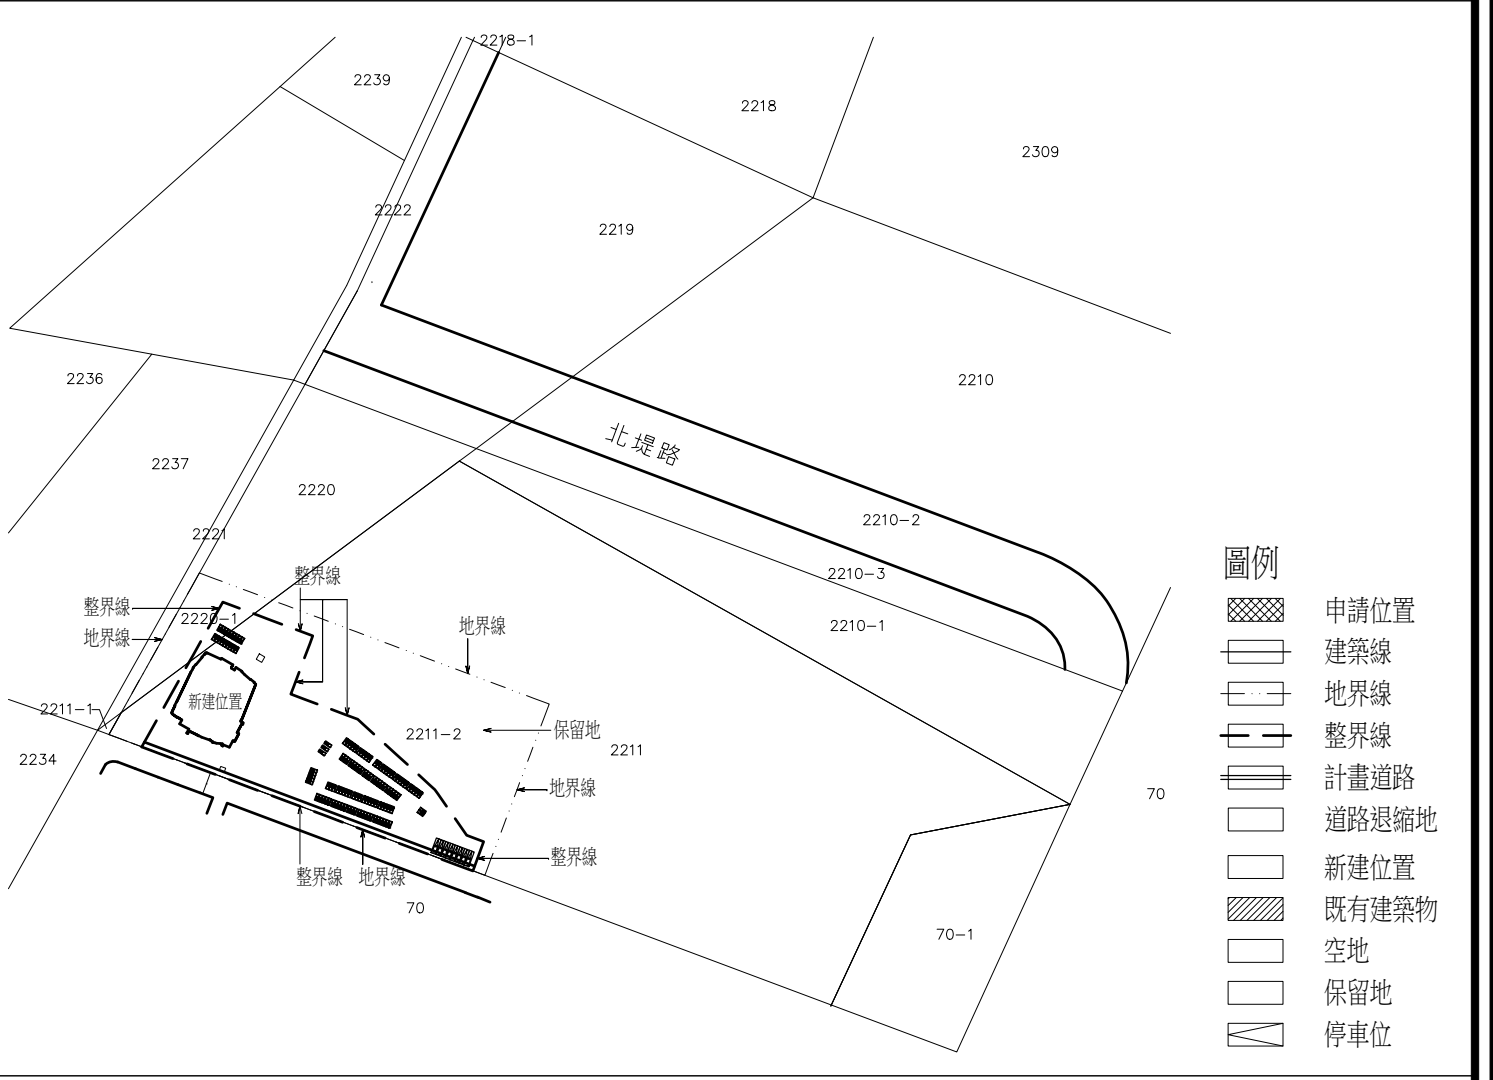 2218-1
2239
2218
2309
2222
2219
2236
2210
北堤路
2237
2220
2210-2
2221
2210-3
整界線
整界線
2220-1
地界線
地界線
2210-1
新建位置
2211-1
2211-2
保留地
2211
2234
地界線
70
整界線
整界線
地界線
70
70-1
圖例
申請位置
建築線
地界線
整界線
計畫道路
道路退縮地
新建位置
既有建築物
空地
保留地
停車位